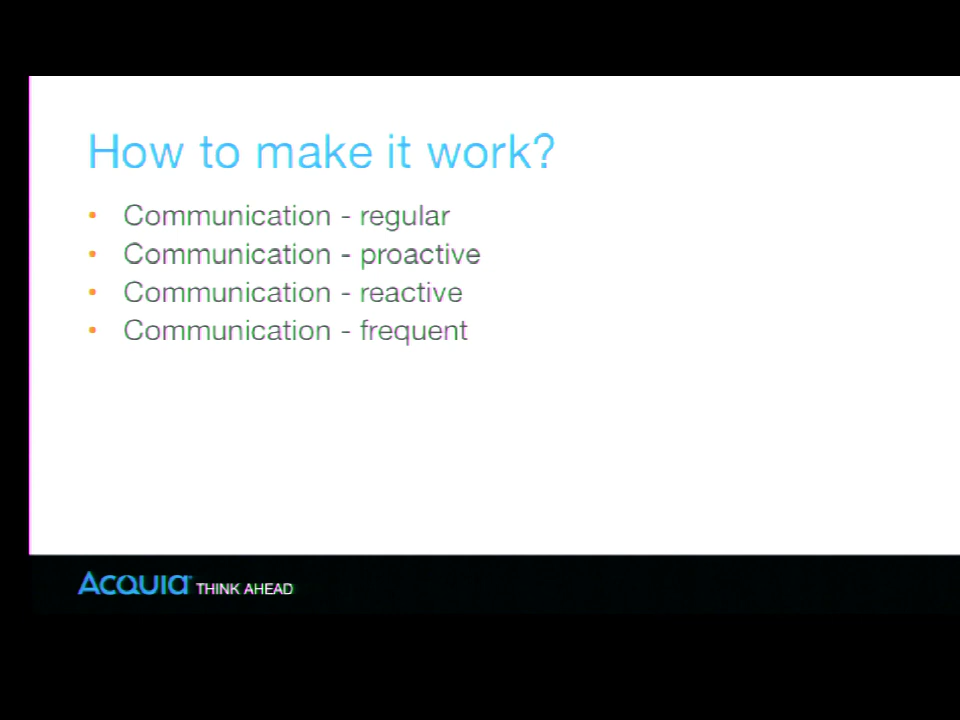 How to make it work?
• Communication - regular
• Communication - proactive
• Communication - reactive
• Communication - frequent
Acquia THINK AHEAD